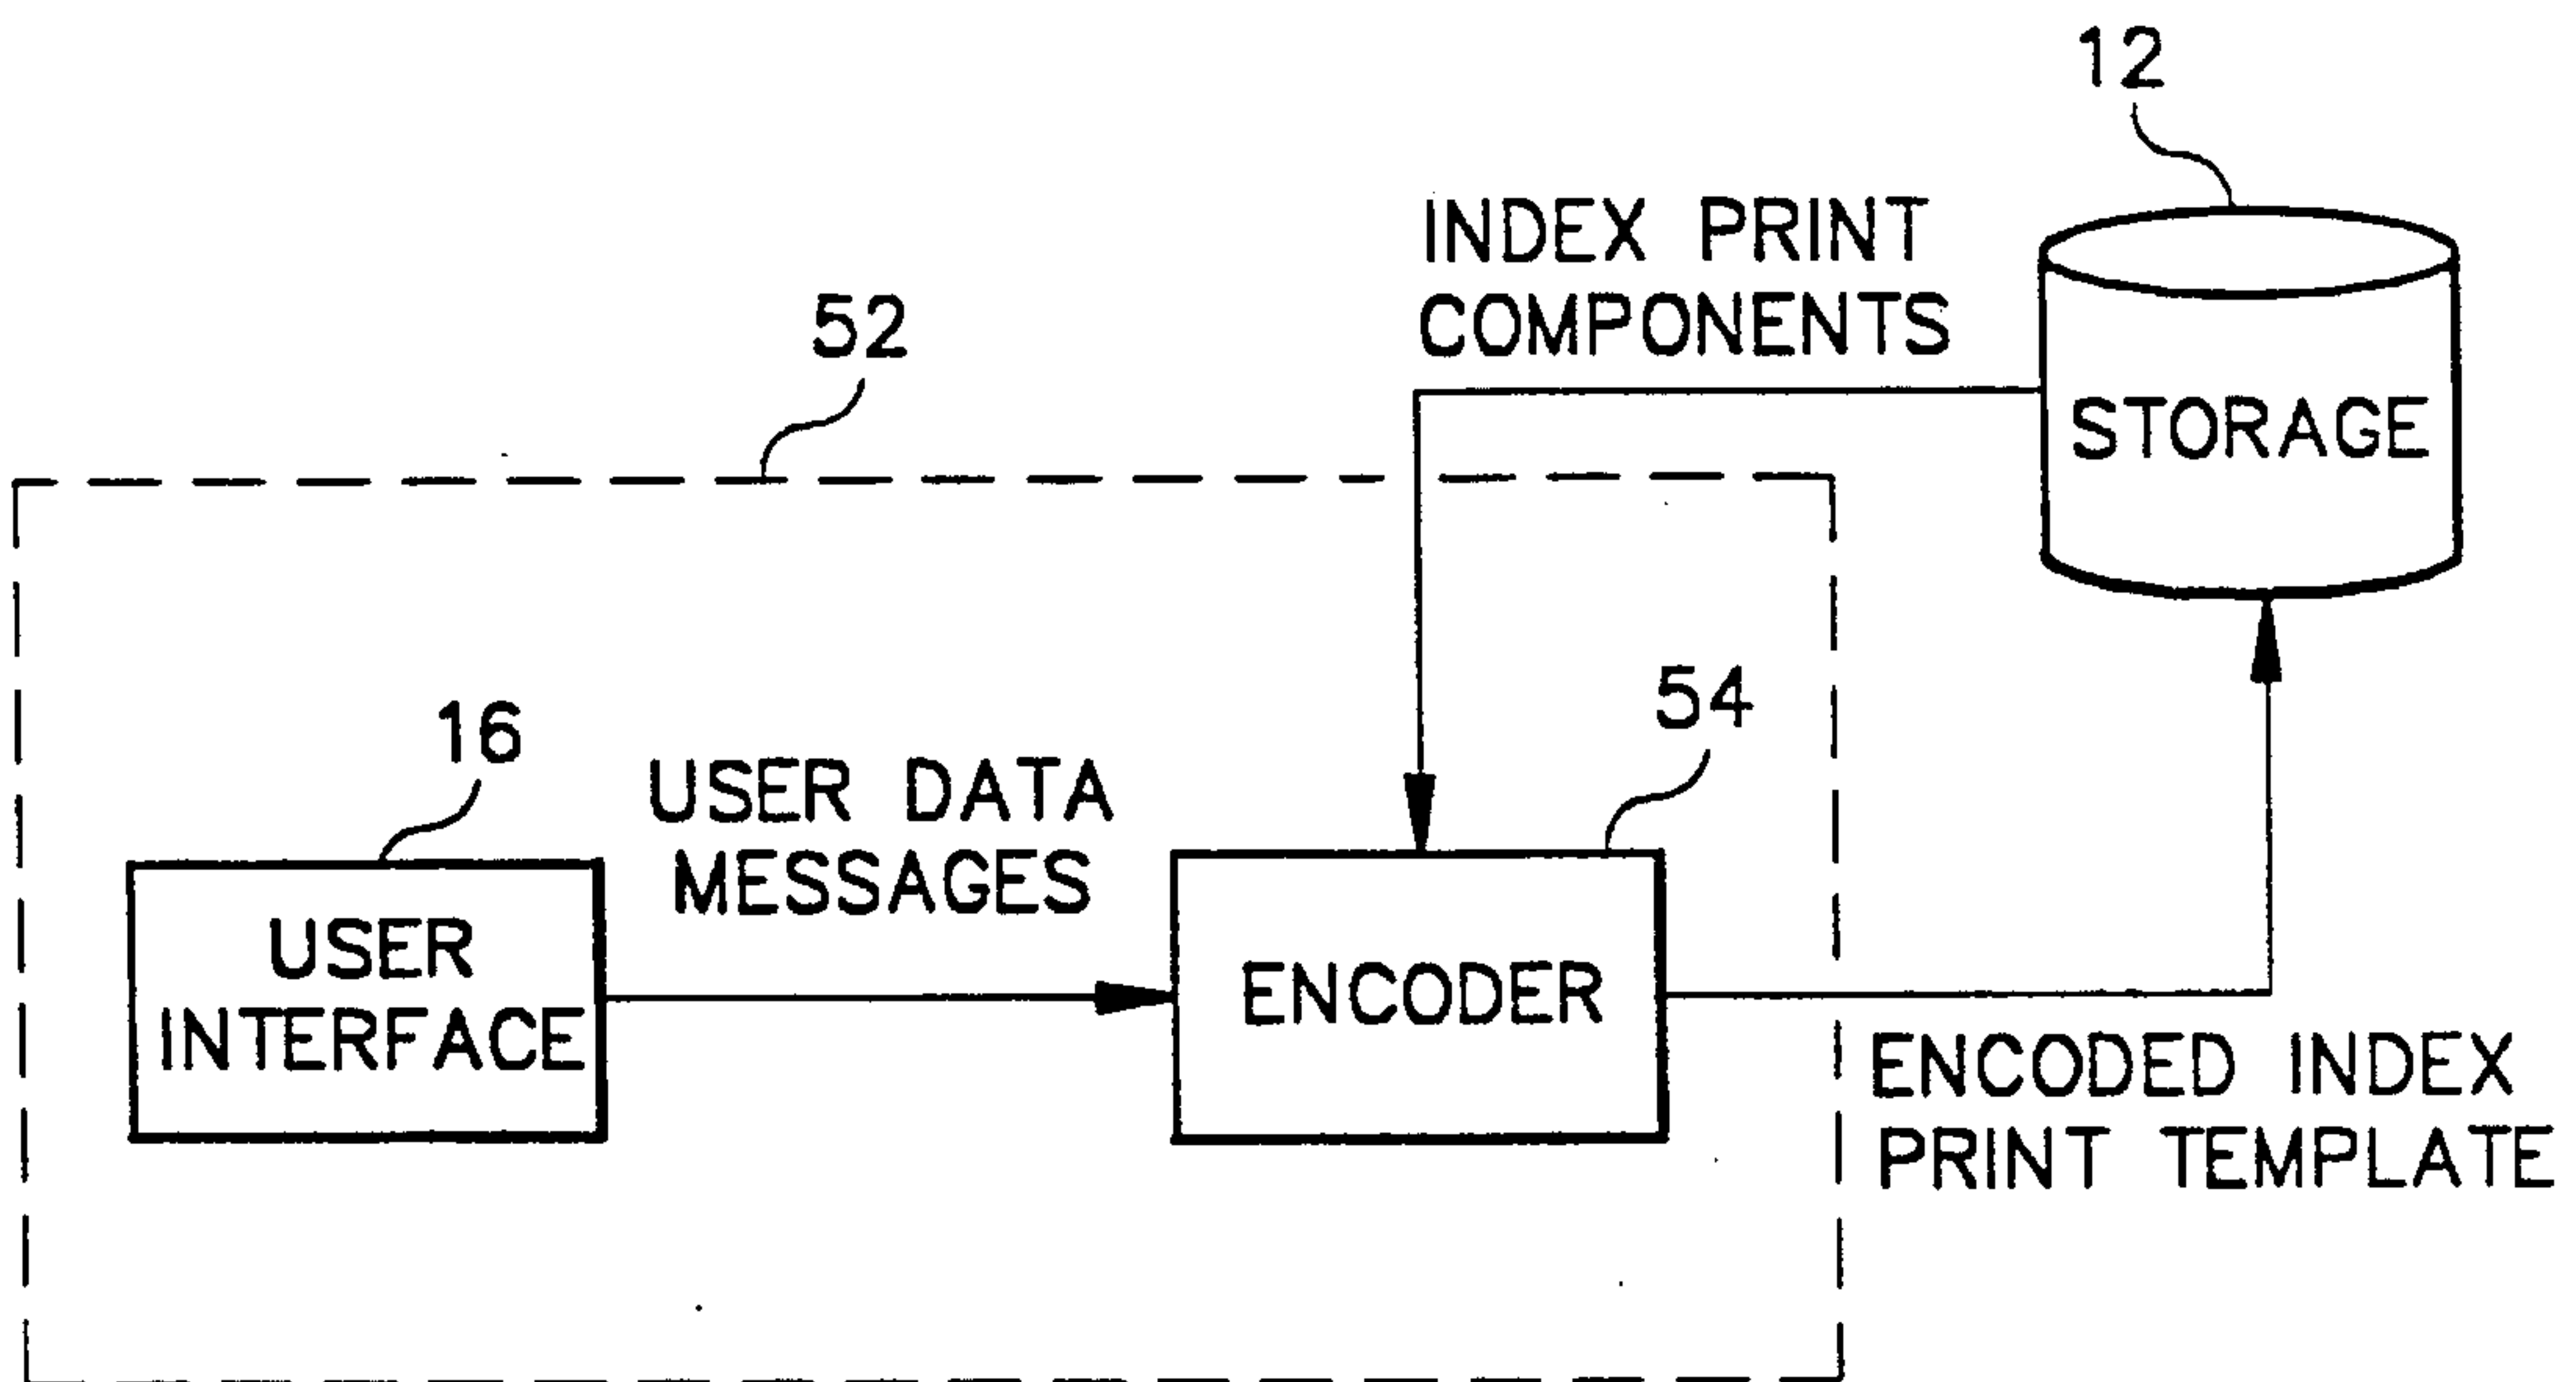 12
INDEX PRINT
COMPONENTS
52
STORAGE
54
16
USER DATA
MESSAGES
USER
INTERFACE
ENCODER
ENCODED INDEX
PRINT TEMPLATE